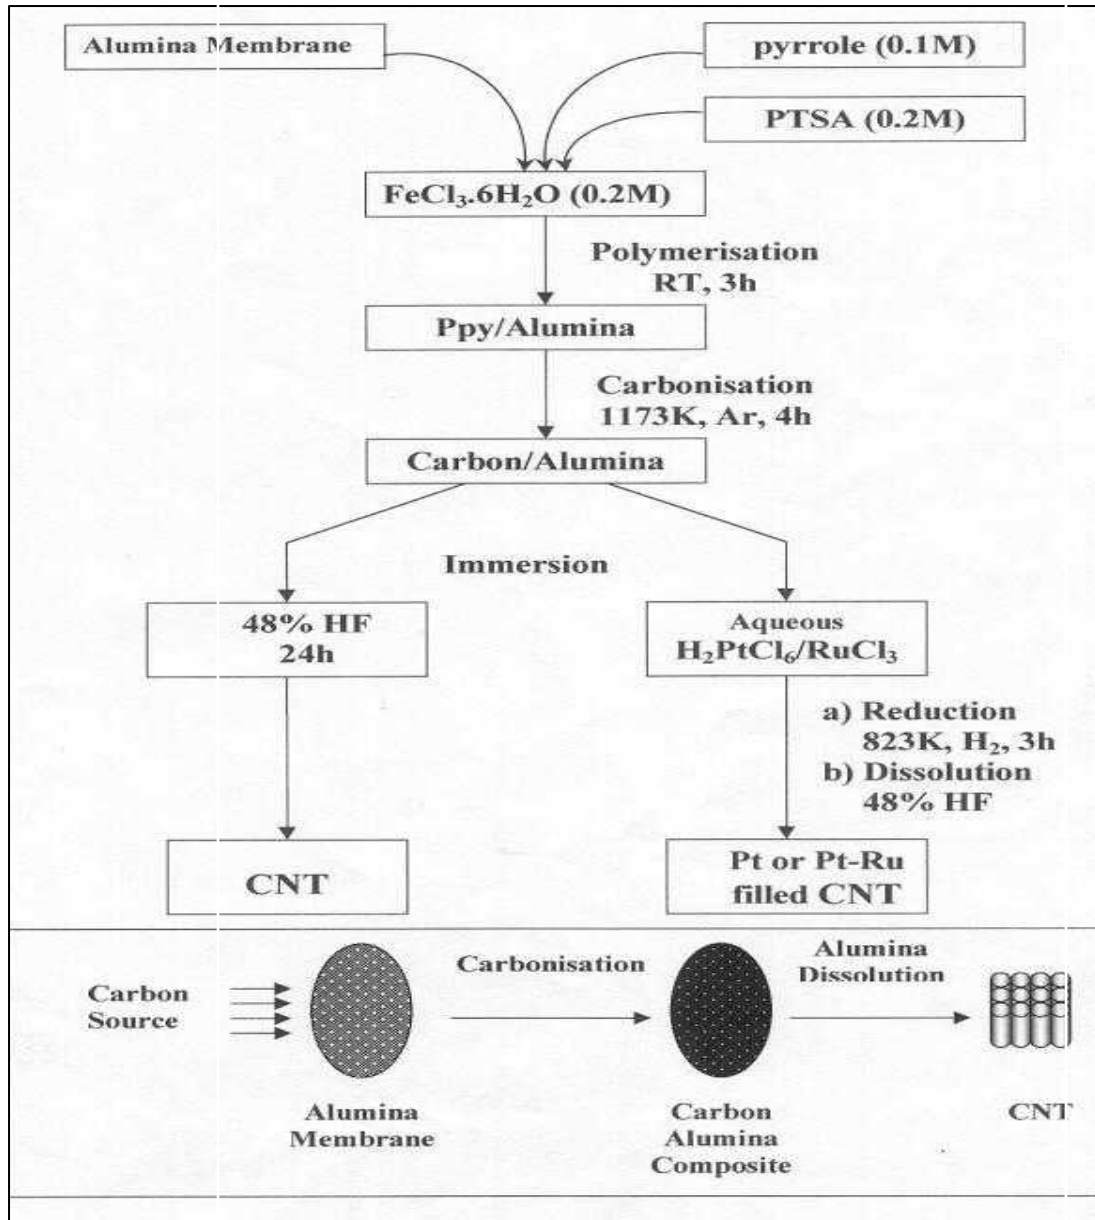 Alumina Membrane
pyrrole (0.1M)
PTSA (0.2M)
FeCl₃.6H₂O (0.2M)
Polymerisation
RT, 3h
Ppy/Alumina
Carbonisation
1173K, Ar, 4h
Carbon/Alumina
Immersion
48% HF
24h
Aqueous
H₂PtCl₆/RuCl₃
a) Reduction
823K, H₂, 3h
b) Dissolution
48% HF
CNT
Pt or Pt-Ru
filled CNT
Carbon
Source
Carbonisation
Alumina
Dissolution
Alumina
Membrane
Carbon
Alumina
Composite
CNT